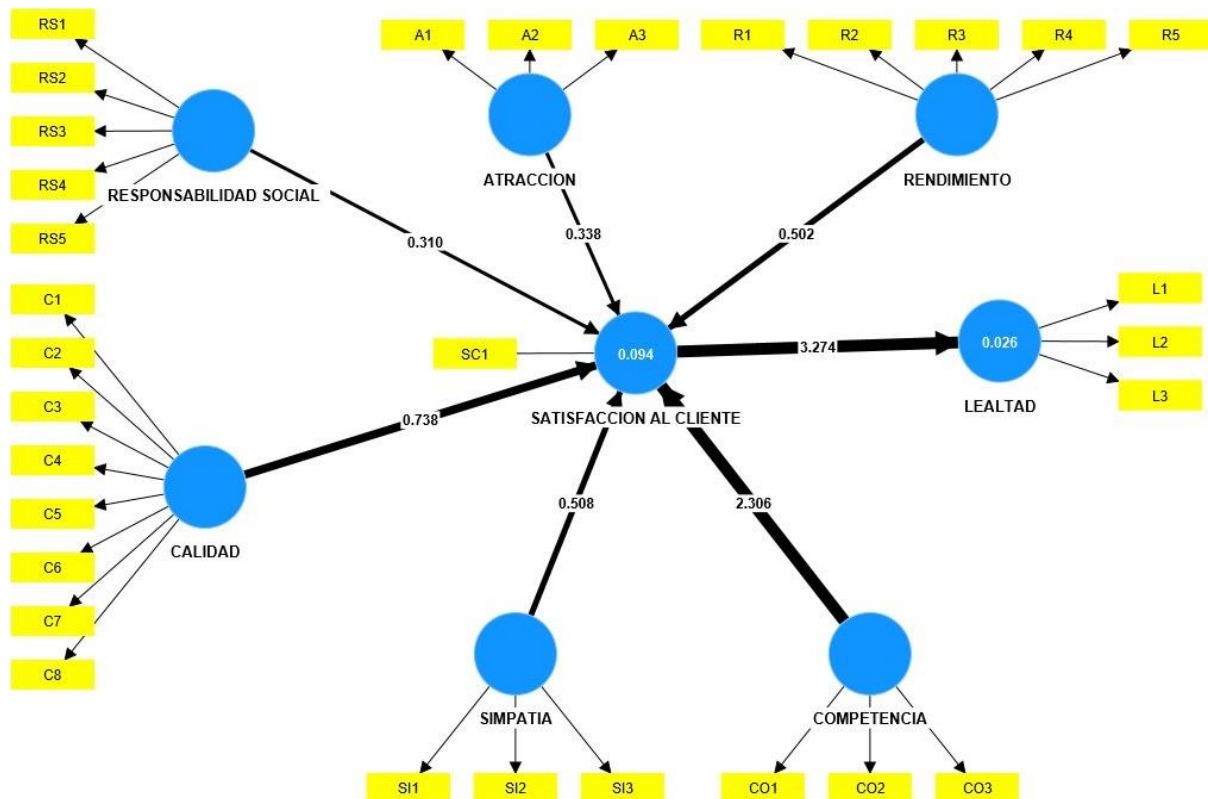 RS1
RS2
RS3
RS4
RS5
RESPONSABILIDAD SOCIAL
A1
A2
A3
ATRACCION
R1
R2
R3
R4
R5
RENDIMIENTO
0.310
0.338
0.502
C1
C2
C3
C4
C5
C6
C7
C8
CALIDAD
SC1
0.094
SATISFACCION AL CLIENTE
3.274
0.026
LEALTAD
L1
L2
L3
0.738
0.508
2.306
SIMPATIA
SI1
SI2
SI3
COMPETENCIA
CO1
CO2
CO3